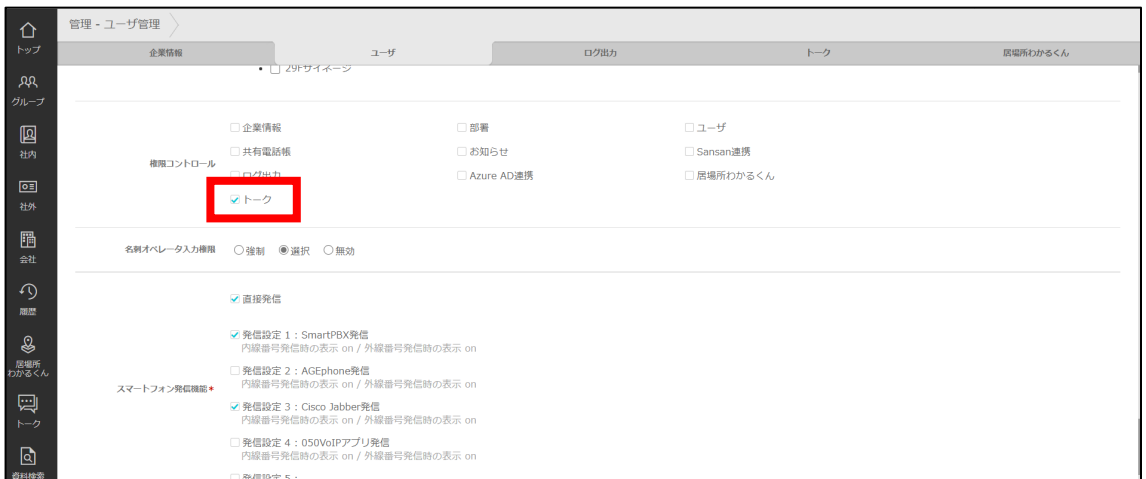 管理 - ユーザ管理
企業情報 ユーザ ログ出力 トーク 居場所わかるくん
トップ
グループ
社内
社外
会社
履歴
居場所
わかるくん
トーク
資料検索
29Fサイネージ
権限コントロール
企業情報 部署 ユーザ
共有電話帳 お知らせ Sansan連携
ログ出力 Azure AD連携 居場所わかるくん
トーク
名刺オペレータ入力権限 強制 選択 無効
スマートフォン発信機能*
直接発信
発信設定 1 : SmartPBX発信
内線番号発信時の表示 on / 外線番号発信時の表示 on
発信設定 2 : AGEphone発信
内線番号発信時の表示 on / 外線番号発信時の表示 on
発信設定 3 : Cisco Jabber発信
内線番号発信時の表示 on / 外線番号発信時の表示 on
発信設定 4 : 050VoIPアプリ発信
内線番号発信時の表示 on / 外線番号発信時の表示 on
発信設定 5 :